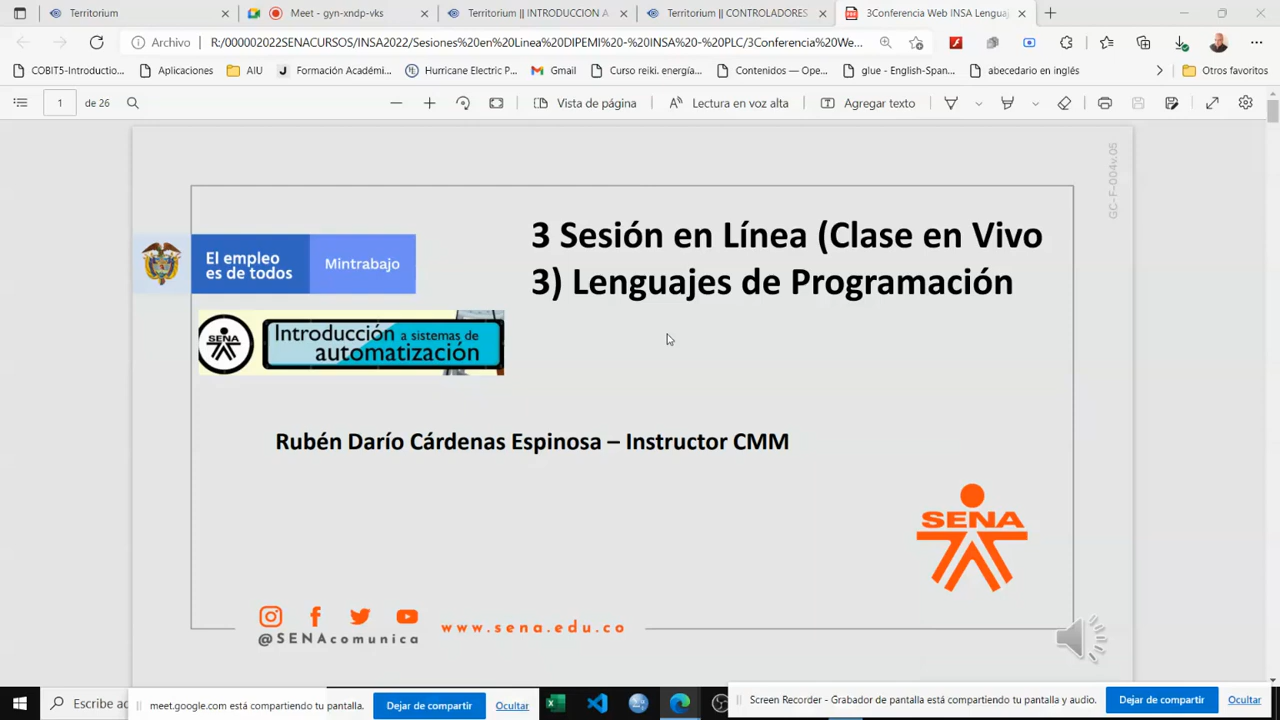 Territorium
Meet - gyn-xndp-vks
Territorium || INTRODUCCION A
Territorium || CONTROLADORES
3Conferencia Web INSA Lenguaj
Archivo
R:/000002022SENACURSOS/INSA2022/Sesiones%20en%20Linea%20DIPEMI%20-%20INSA%20-%20PLC/3Conferencia%20We...
COBIT5-Introductio...
Aplicaciones
AIU
Formación Académi...
Hurricane Electric P...
Gmail
Curso reiki. energía...
Contenidos — Ope...
glue - English-Span...
abecedario en inglés
Otros favoritos
1
de 26
Vista de página
Lectura en voz alta
Agregar texto
GC-F-004v.05
3 Sesión en Línea (Clase en Vivo
3) Lenguajes de Programación
El empleo
es de todos
Mintrabajo
SENA
Introducción a sistemas de
automatización
Rubén Darío Cárdenas Espinosa – Instructor CMM
SENA
@SENAcomunica
www.sena.edu.co
Escribe ac
meet.google.com está compartiendo tu pantalla.
Dejar de compartir
Ocultar
Screen Recorder - Grabador de pantalla está compartiendo tu pantalla y audio.
Dejar de compartir
Ocultar